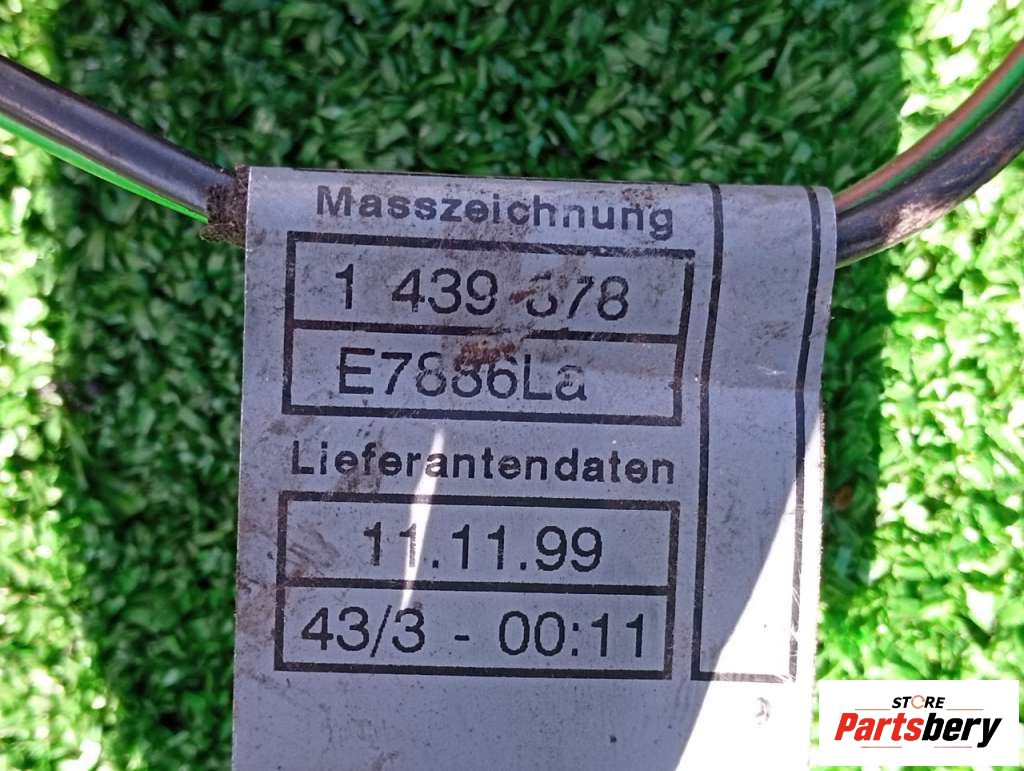 Masszeichnung
1 439
E7886La
Lieferantendaten
11.11.99
43/3 - 00:11
STORE
Partsbery